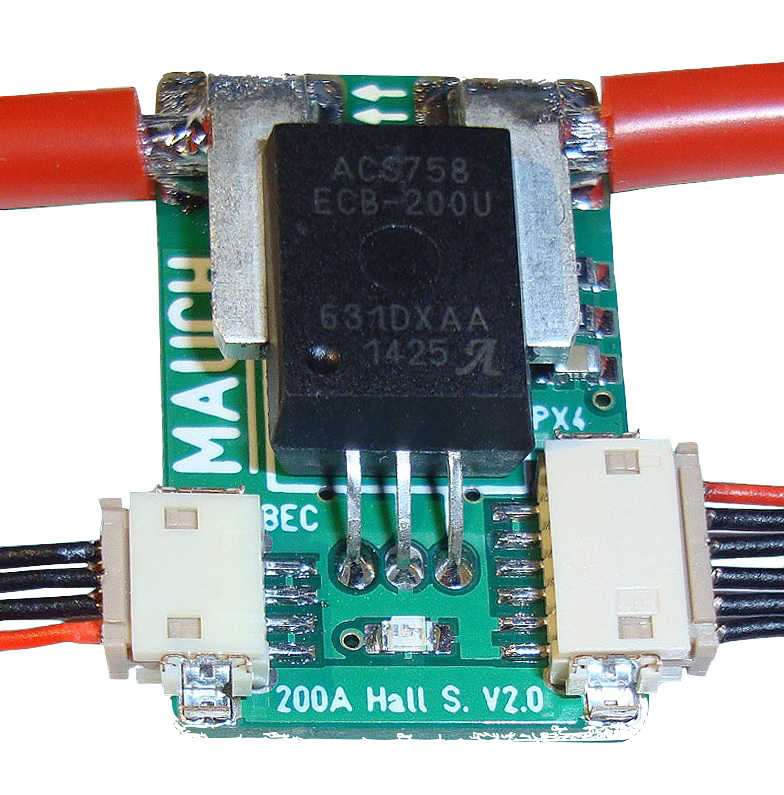 ACS758
ECB-200U
631DXAA
1425
MAUCH
PX4
BEC
200A Hall S. V2.0